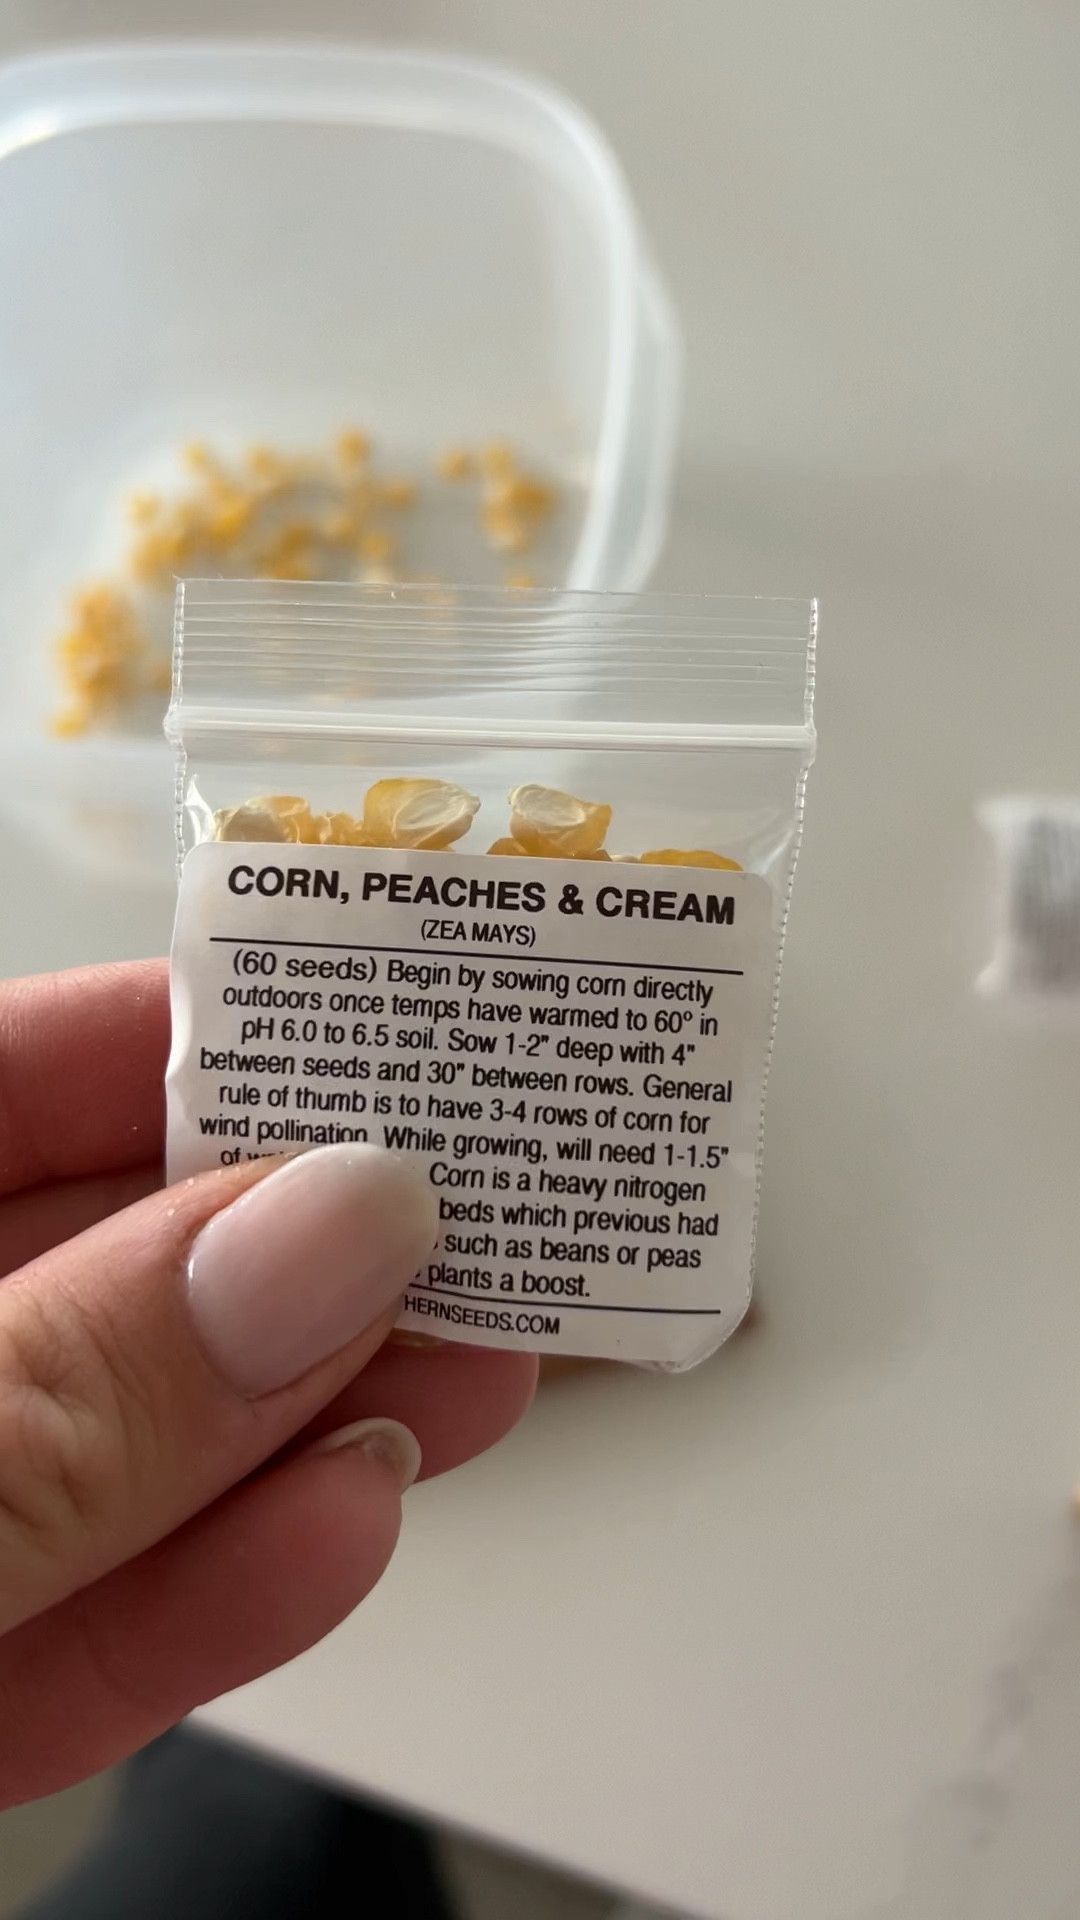 CORN, PEACHES & CREAM
(ZEA MAYS)
(60 seeds) Begin by sowing corn directly
outdoors once temps have warmed to 60° in
pH 6.0 to 6.5 soil. Sow 1-2" deep with 4"
between seeds and 30" between rows. General
rule of thumb is to have 3-4 rows of corn for
wind pollination. While growing, will need 1-1.5"
of
Corn is a heavy nitrogen
beds which previous had
such as beans or peas
plants a boost.
HERNSEEDS.COM